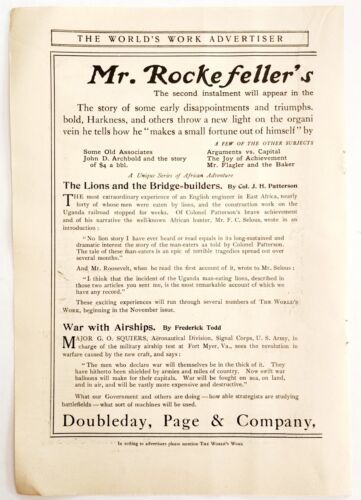 THE WORLD'S WORK ADVERTISER
Mr. Rockefeller's
The second instalment will appear in the
The story of some early disappointments and triumphs.
bold, Harkness, and others throw a new light on the organi
vein he tells how he "makes a small fortune out of himself" by
A FEW OF THE OTHER SUBJECTS
Some Old Associates
John D. Archbold and the story
of $4 a bbl.
Arguments vs. Capital
The Joy of Achievement
Mr. Flagler and the Baker
A Unique Series of African Adventure
The Lions and the Bridge-builders. By Col. J. H. Patterson
THE most extraordinary experience of an English engineer in East Africa, nearly
forty of whose men were eaten by lions, and the construction work on the
Uganda railroad stopped for weeks. Of Colonel Patterson's brave achievement
and of his narrative the well-known African hunter, Mr. F. C. Selous, wrote in an
introduction:
"No lion story I have ever heard or read equals in its long-sustained and
dramatic interest the story of the man-eaters as told by Colonel Patterson.
The tale of these man-eaters is an epic of terrible tragedies spread out over
several months."
And Mr. Roosevelt, when he read the first account of it, wrote to Mr. Selous:
"I think that the incident of the Uganda man-eating lions, described in
those two articles you sent me, is the most remarkable account of which we
have any record."
These exciting experiences will run through several numbers of THE WORLD'S
WORK, beginning in the November issue.
War with Airships. By Frederick Todd
MAJOR G. O. SQUIERS, Aeronautical Division, Signal Corps, U. S. Army, in
charge of the military airship test at Fort Myer, Va., sees the revolution in
warfare caused by the new craft, and says:
"The men who declare war will themselves be in the thick of it. They
have hitherto been shielded by armies and miles of country. Now swift war
balloons will make for their capitals. War will be fought on sea, on land,
and in air, and will be vastly more expensive and destructive."
What our Government and others are doing—how able strategists are studying
battlefields—what sort of machines will be used.
Doubleday, Page & Company,
In writing to advertisers please mention THE WORLD'S WORK